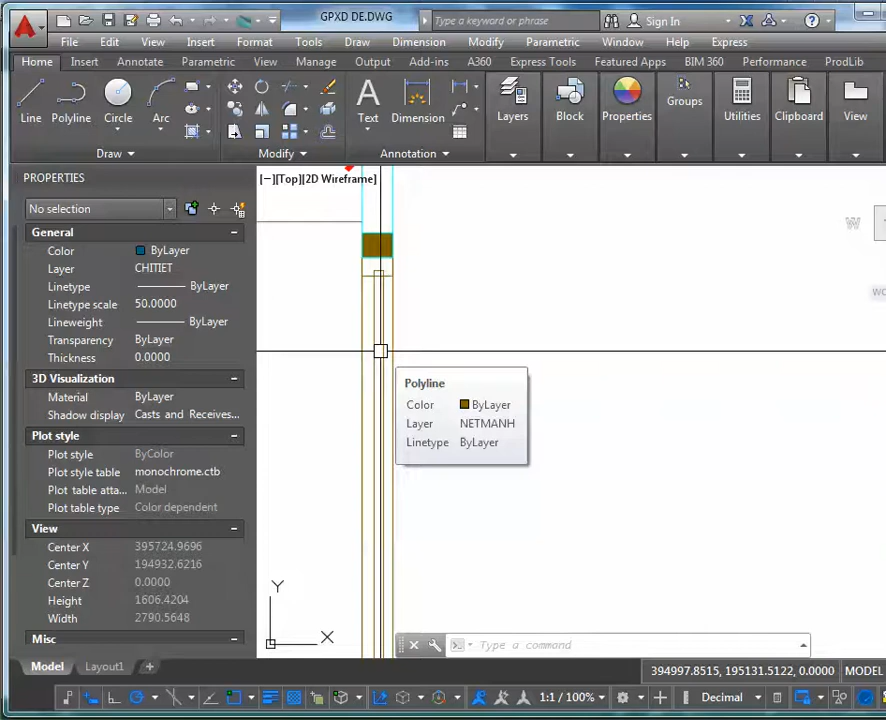 GPXD DE.DWG
Type a keyword or phrase
Sign In
File Edit View Insert Format Tools Draw Dimension Modify Parametric Window Help Express
Home Insert Annotate Parametric View Manage Output Add-ins A360 Express Tools Featured Apps BIM 360 Performance ProdLib
A
Line Polyline Circle Arc Text Dimension Layers Block Properties Groups Utilities Clipboard View
Draw Modify Annotation
PROPERTIES
[−][Top][2D Wireframe]
No selection
General
Color ByLayer
Layer CHITIET
Linetype ByLayer
Linetype scale 50.0000
Lineweight ByLayer
Transparency ByLayer
Thickness 0.0000
3D Visualization
Material ByLayer
Shadow display Casts and Receives...
Plot style
Plot style ByColor
Plot style table monochrome.ctb
Plot table atta... Model
Plot table type Color dependent
View
Center X 395724.9696
Center Y 194932.6216
Center Z 0.0000
Height 1606.4204
Width 2790.5648
Misc
W
Polyline
Color ByLayer
Layer NETMANH
Linetype ByLayer
Y
X
Type a command
Model Layout1
394997.8515, 195131.5122, 0.0000 MODEL
1:1 / 100% Decimal